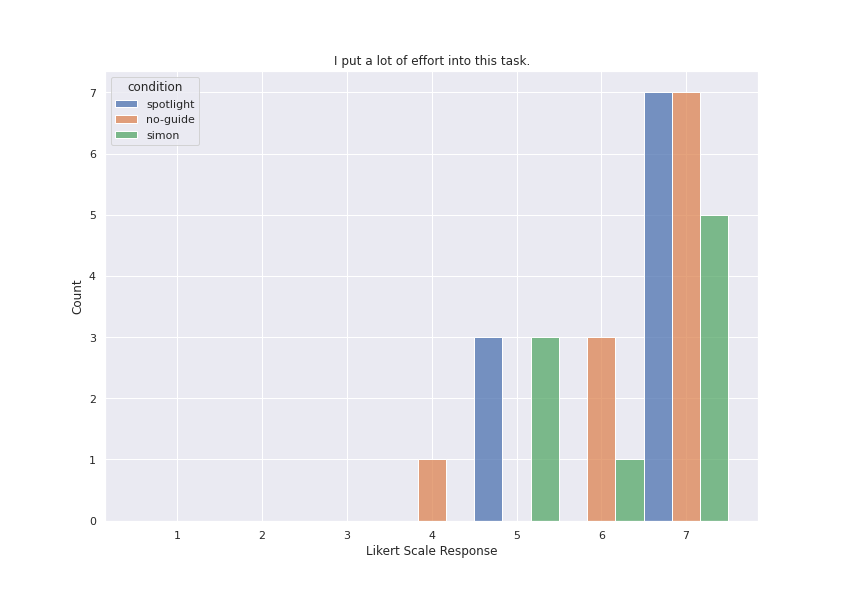 I put a lot of effort into this task.
condition
spotlight
no-guide
simon
7
6
5
4
3
2
1
0
Count
1 2 3 4 5 6 7
Likert Scale Response